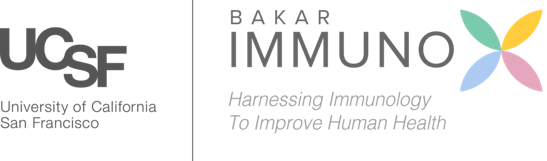 UCSF
University of California
San Francisco
BAKAR
IMMUNO
Harnessing Immunology
To Improve Human Health